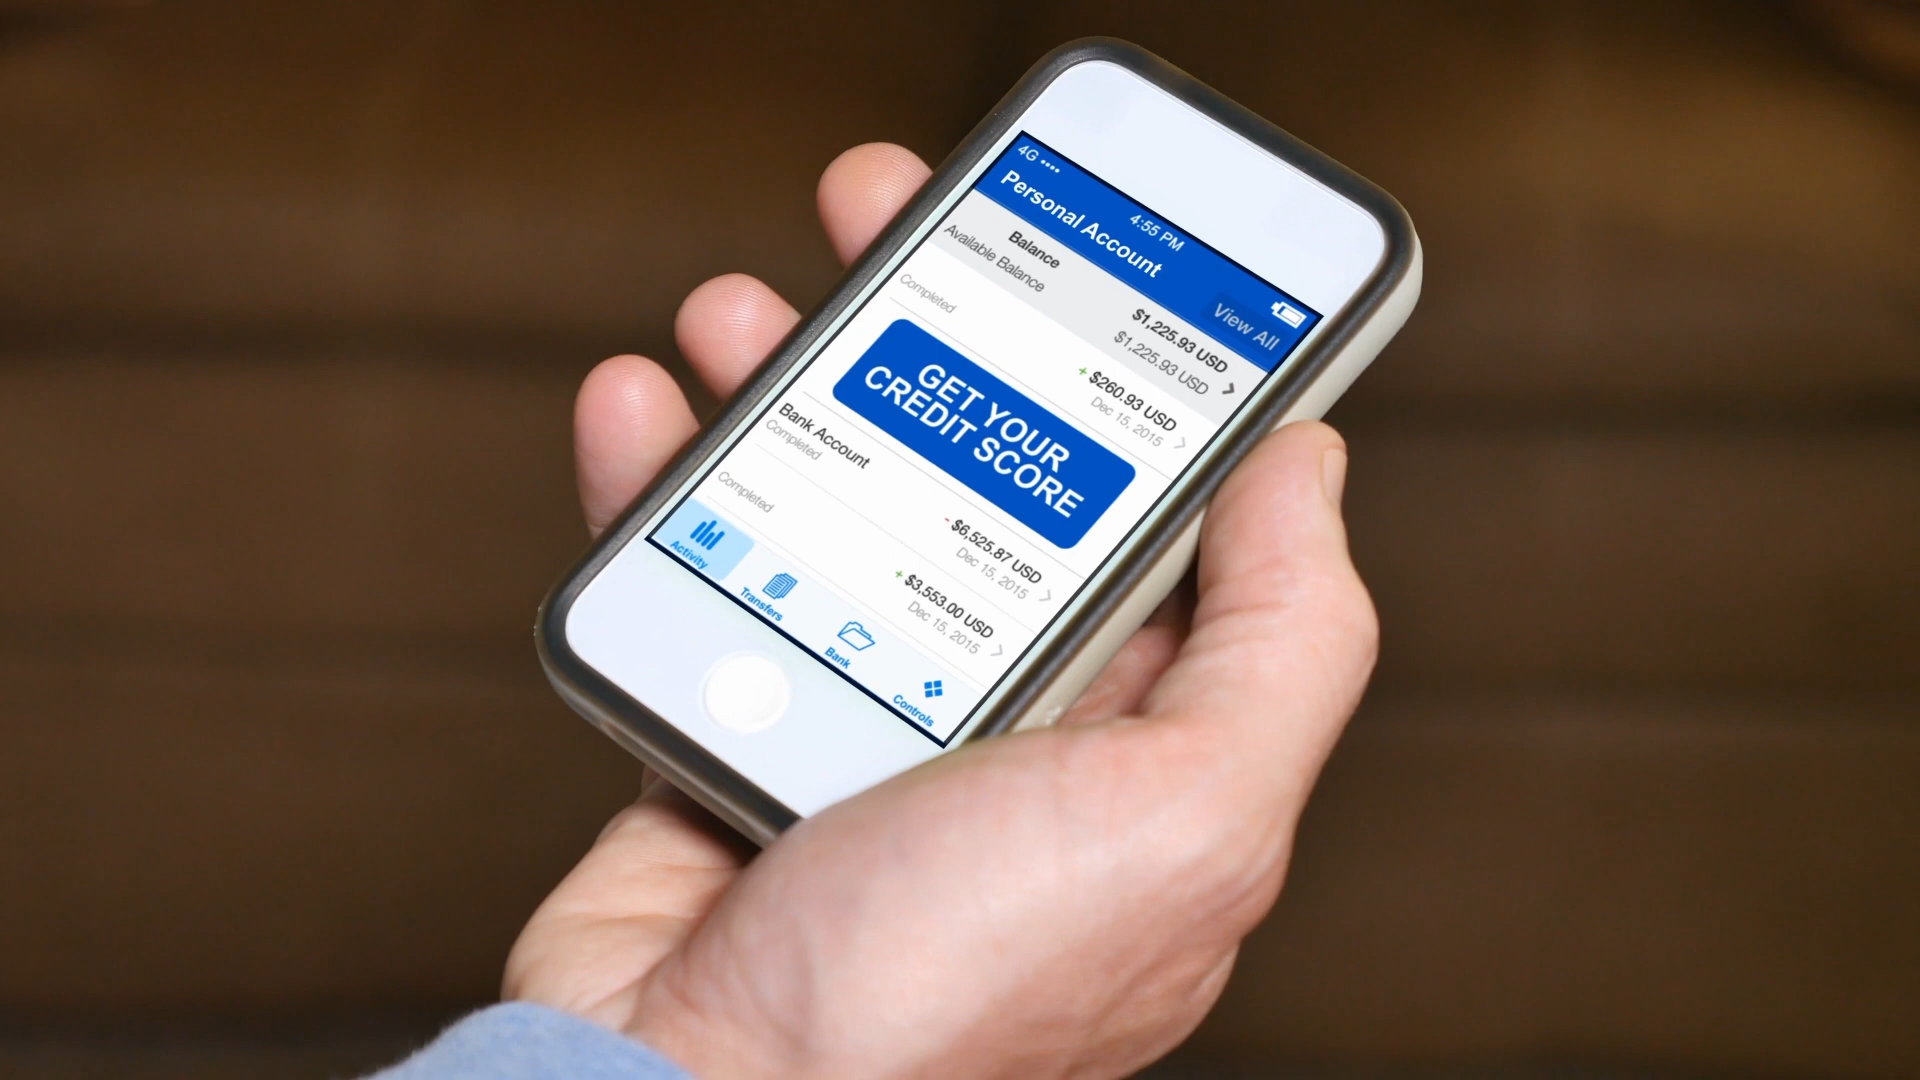 4G
4:55 PM
Personal Account
View All
Balance
$1,225.93 USD
Available Balance
$1,225.93 USD
+ $260.93 USD
Completed
Dec 15, 2015
GET YOUR
CREDIT SCORE
Bank Account
- $6,525.87 USD
Completed
Dec 15, 2015
+ $3,553.00 USD
Completed
Dec 15, 2015
Activity
Transfers
Bank
Controls